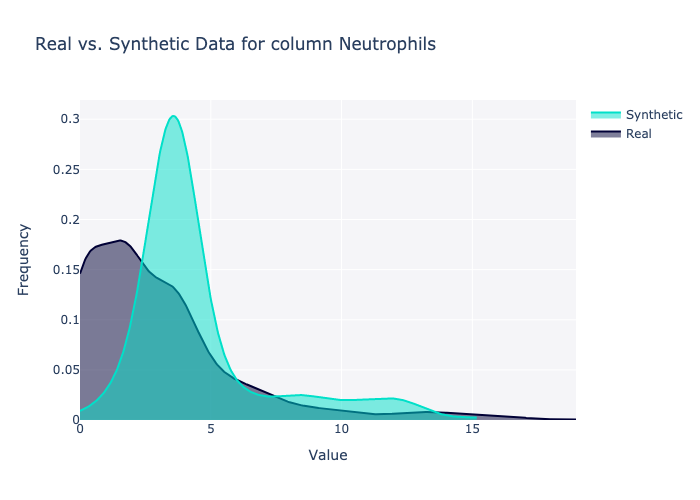 Real vs. Synthetic Data for column Neutrophils
Synthetic
Real
Frequency
0.3
0.25
0.2
0.15
0.1
0.05
0
0 5 10 15
Value